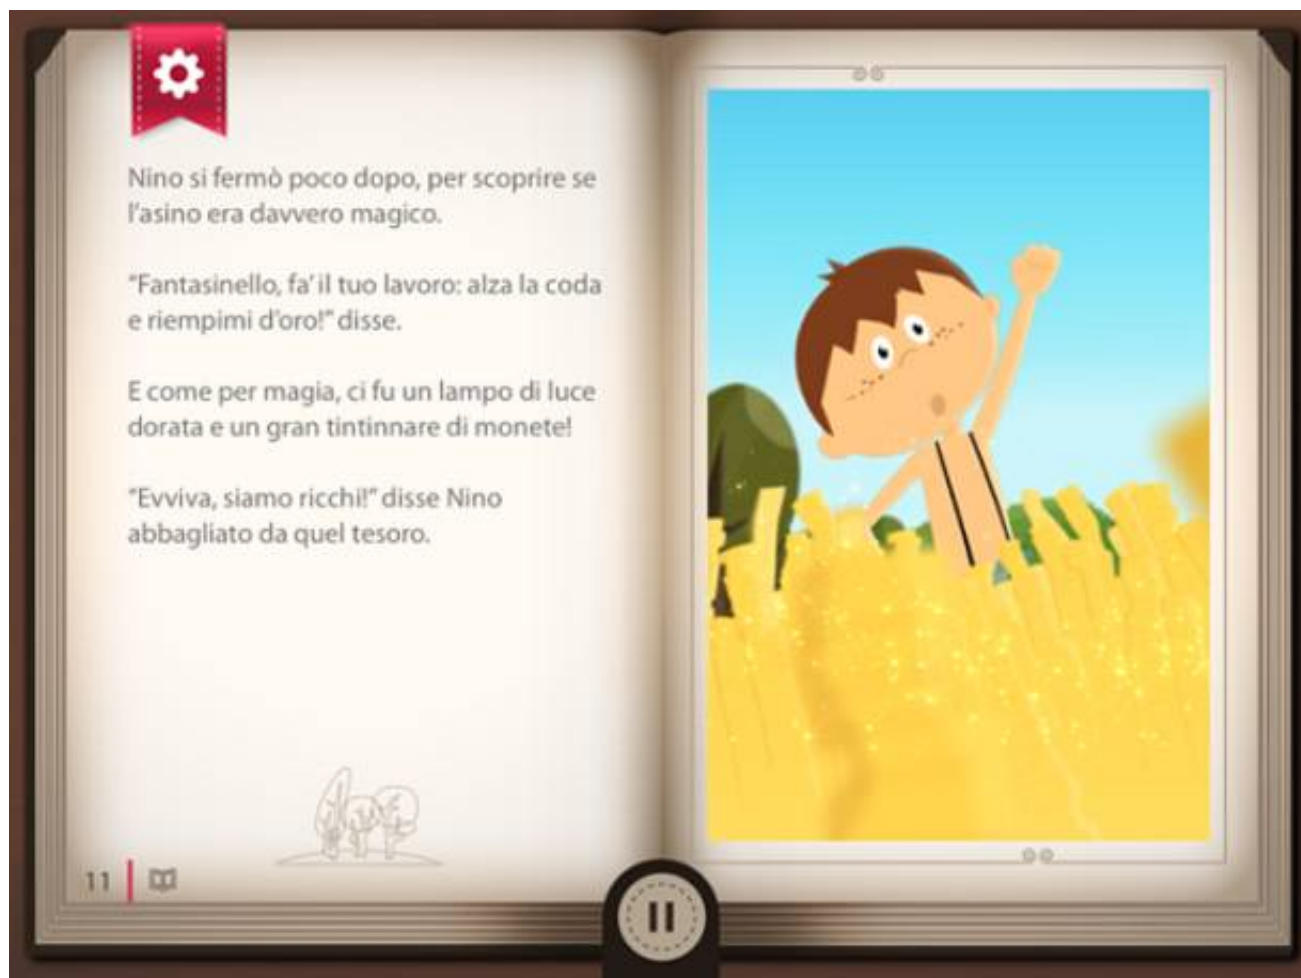 Nino si fermò poco dopo, per scoprire se
l'asino era davvero magico.
"Fantasinello, fa' il tuo lavoro: alza la coda
e riempimi d'oro!" disse.
E come per magia, ci fu un lampo di luce
dorata e un gran tintinnare di monete!
"Evviva, siamo ricchi!" disse Nino
abbagliato da quel tesoro.
11